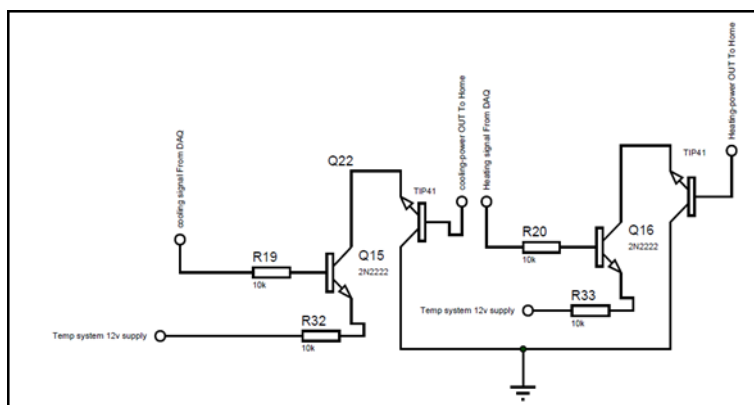 cooling signal From DAQ
R19
10k
Q22
Q15
2N2222
TIP41
cooling-power OUT To Home
Temp system 12v supply
R32
10k
Heating signal From DAQ
R20
10k
Q16
2N2222
TIP41
Heating-power OUT To Home
Temp system 12v supply
R33
10k